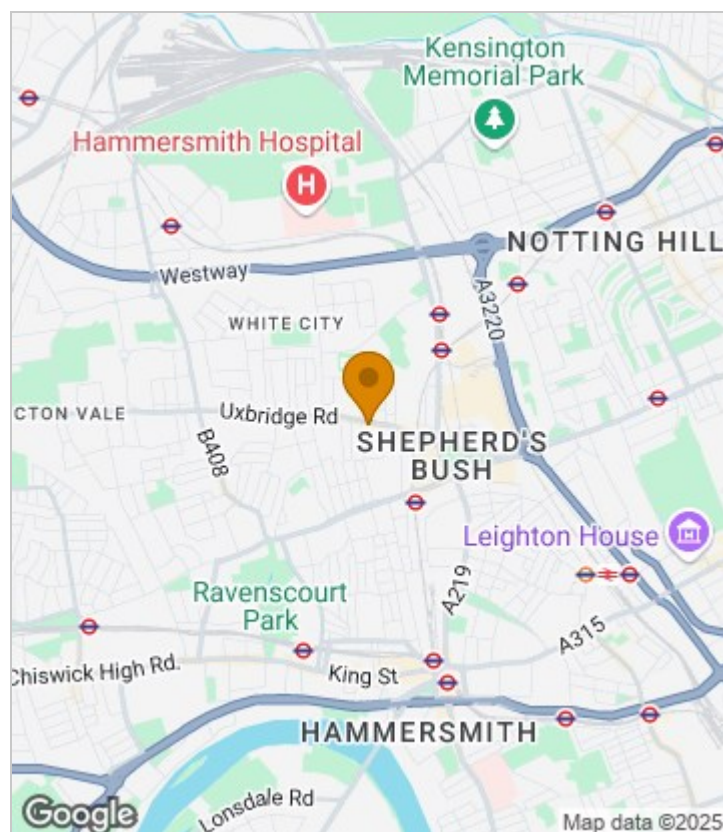 Kensington
Memorial Park
Hammersmith Hospital
H
NOTTING HILL
Westway
A3220
WHITE CITY
CTON VALE
Uxbridge Rd
B408
SHEPHERD'S
BUSH
Leighton House
A219
Ravenscourt
Park
A315
Chiswick High Rd.
King St
HAMMERSMITH
Lonsdale Rd
Google
Map data ©2025